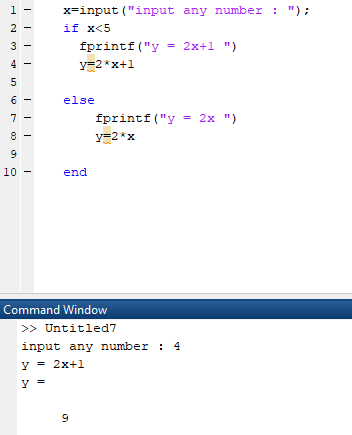 1 - x=input("input any number : ");
2 - if x<5
3 - fprintf("y = 2x+1 ")
4 - y=2*x+1
5
6 - else
7 - fprintf("y = 2x ")
8 - y=2*x
9
10 - end
Command Window
>> Untitled7
input any number : 4
y = 2x+1
y =
9